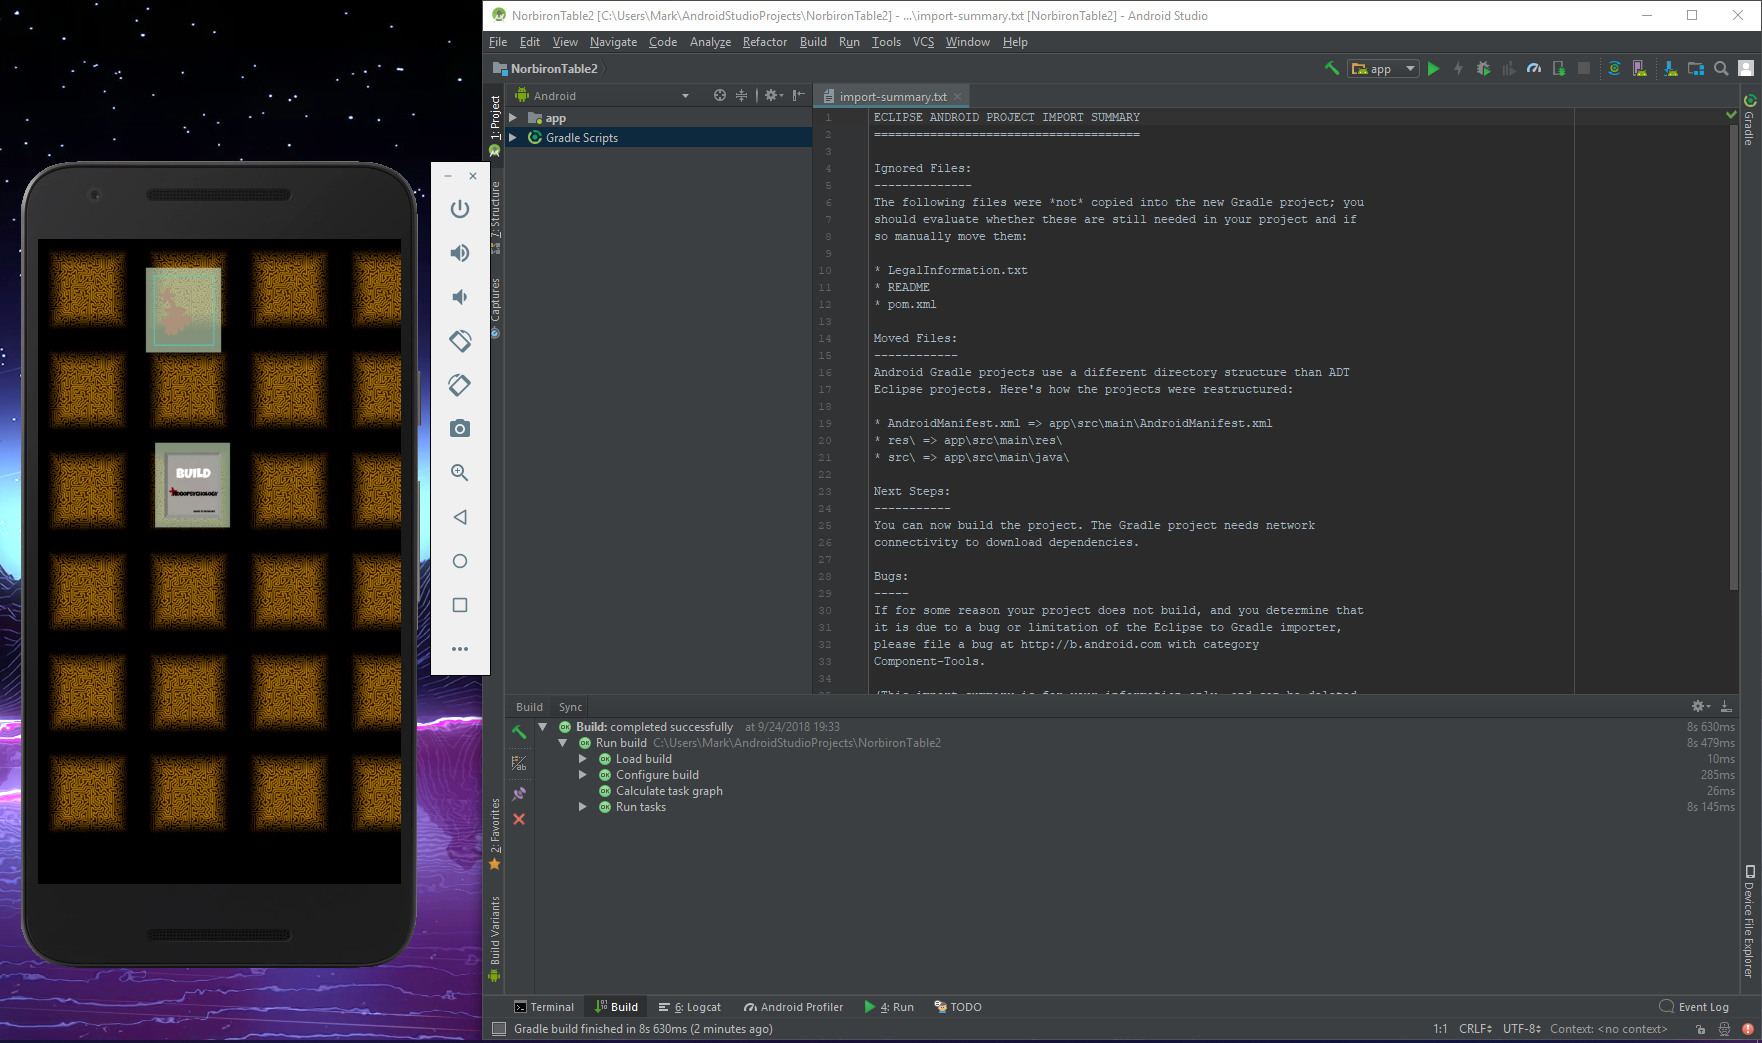 NorbironTable2 [C:\Users\Mark\AndroidStudioProjects\NorbironTable2] - ...\import-summary.txt [NorbironTable2] - Android Studio
File Edit View Navigate Code Analyze Refactor Build Run Tools VCS Window Help
NorbironTable2
app
Android
import-summary.txt
app
Gradle Scripts
1: Project
7: Structure
Captures
2: Favorites
Build Variants
Gradle
Device File Explorer
BUILD
ROBOPSYCHOLOGY
1 ECLIPSE ANDROID PROJECT IMPORT SUMMARY
2 ======================================
3
4 Ignored Files:
5 --------------
6 The following files were *not* copied into the new Gradle project; you
7 should evaluate whether these are still needed in your project and if
8 so manually move them:
9
10 * LegalInformation.txt
11 * README
12 * pom.xml
13
14 Moved Files:
15 ------------
16 Android Gradle projects use a different directory structure than ADT
17 Eclipse projects. Here's how the projects were restructured:
18
19 * AndroidManifest.xml => app\src\main\AndroidManifest.xml
20 * res\ => app\src\main\res\
21 * src\ => app\src\main\java\
22
23 Next Steps:
24 -----------
25 You can now build the project. The Gradle project needs network
26 connectivity to download dependencies.
27
28 Bugs:
29 -----
30 If for some reason your project does not build, and you determine that
31 it is due to a bug or limitation of the Eclipse to Gradle importer,
32 please file a bug at http://b.android.com with category
33 Component-Tools.
34
35 (This import summary is for your information only, and can be deleted
Build Sync
Build: completed successfully at 9/24/2018 19:33 8s 630ms
Run build C:\Users\Mark\AndroidStudioProjects\NorbironTable2 8s 479ms
Load build 10ms
Configure build 285ms
Calculate task graph 26ms
Run tasks 8s 145ms
Terminal Build 6: Logcat Android Profiler 4: Run TODO Event Log
Gradle build finished in 8s 630ms (2 minutes ago) 1:1 CRLF UTF-8 Context: <no context>